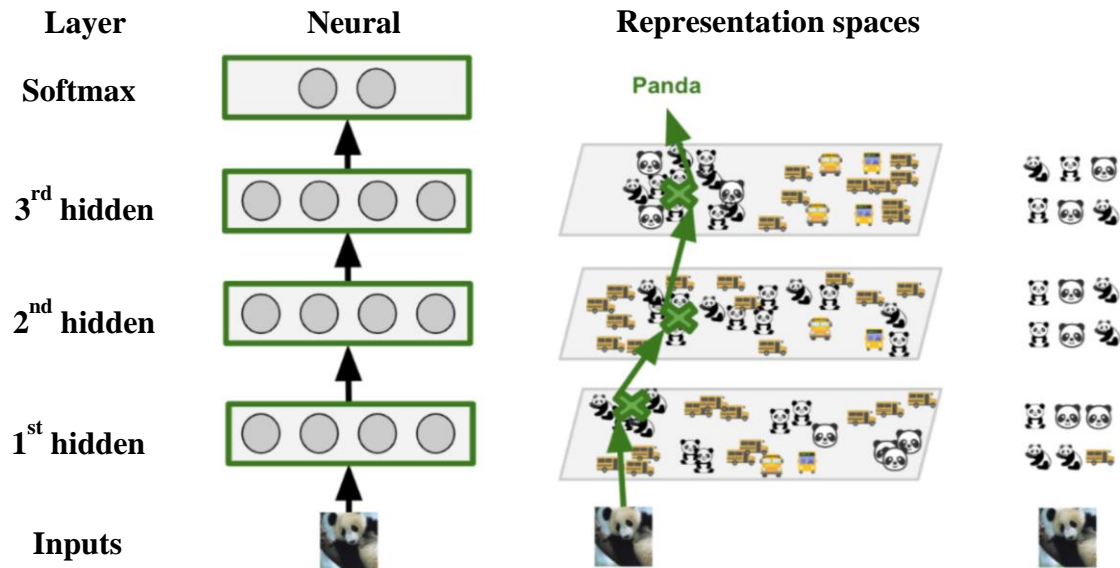 Layer Neural Representation spaces
Softmax
Panda
3rd hidden
2nd hidden
1st hidden
Inputs